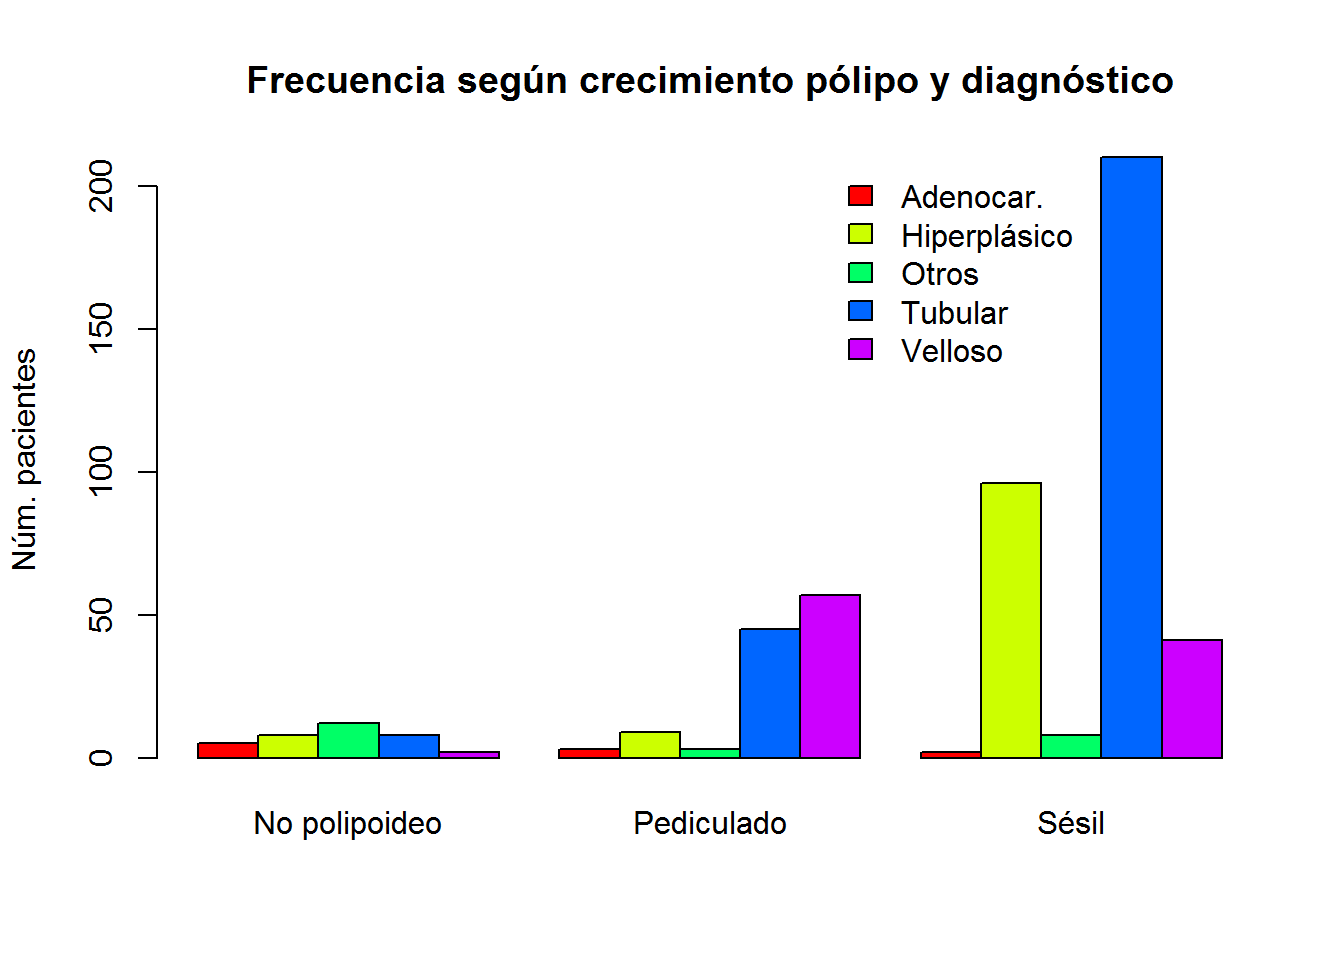 Frecuencia según crecimiento pólipo y diagnóstico
Núm. pacientes
200
150
100
50
0
Adenocar.
Hiperplásico
Otros
Tubular
Velloso
No polipoideo
Pediculado
Sésil